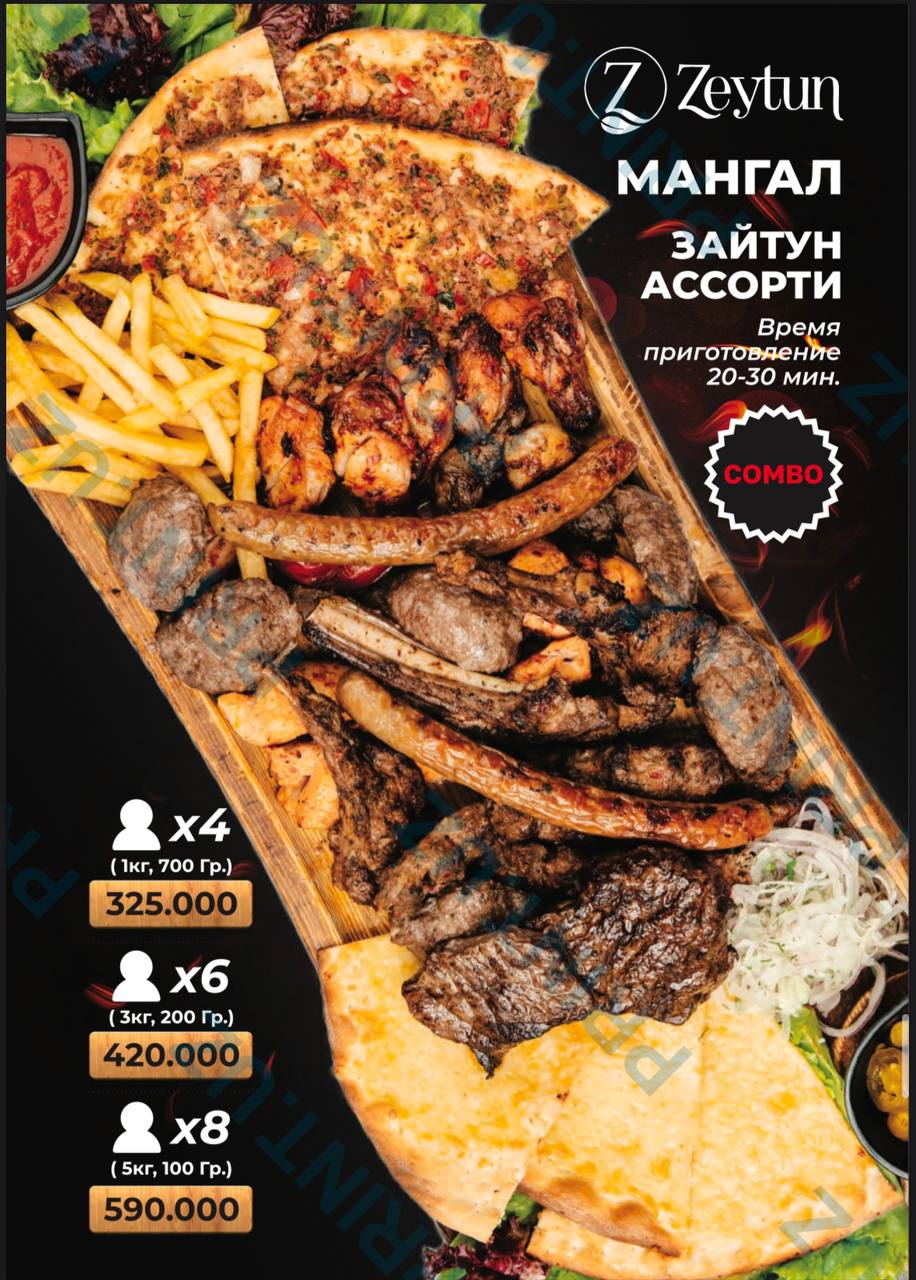 Z Zeytun
МАНГАЛ
ЗАЙТУН
АССОРТИ
Время
приготовление
20-30 мин.
COMBO
x4
( 1кг, 700 Гр.)
325.000
x6
( 3кг, 200 Гр.)
420.000
x8
( 5кг, 100 Гр.)
590.000